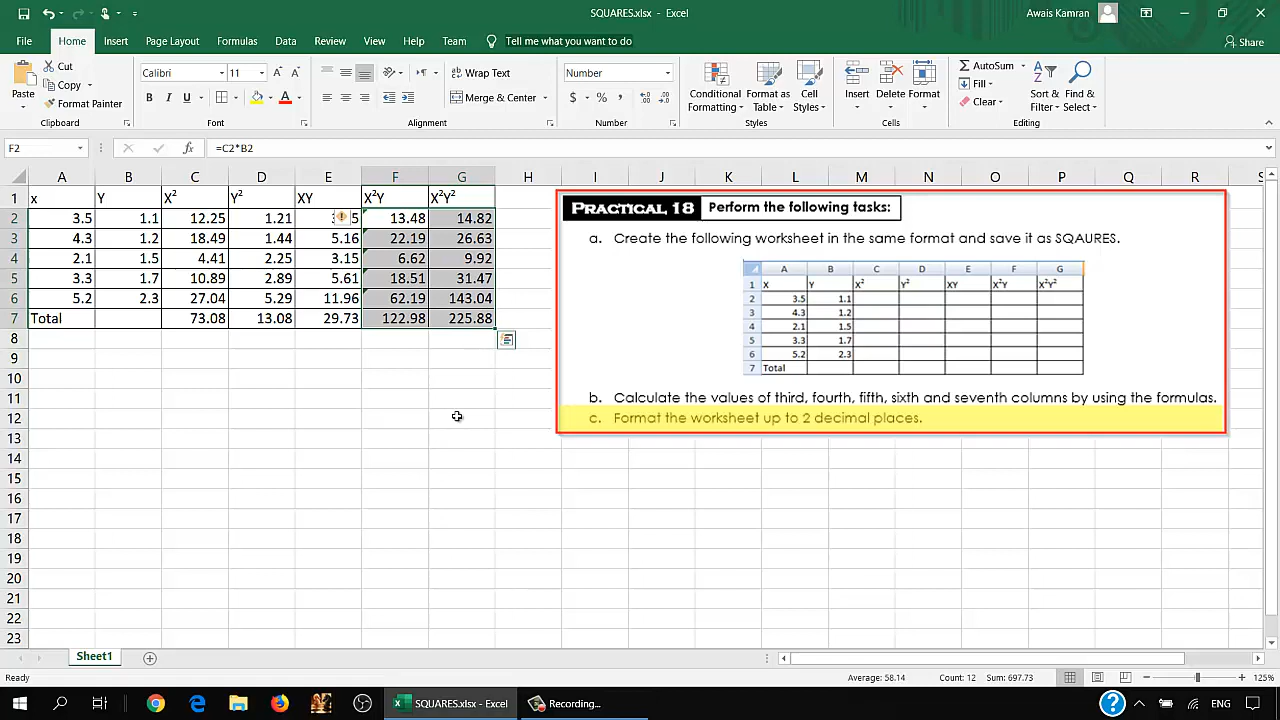 SQUARES.xlsx - Excel
Awais Kamran
File Home Insert Page Layout Formulas Data Review View Help Team Tell me what you want to do
Share
Paste
Cut
Copy
Format Painter
Clipboard
Calibri 11
B I U
Font
Wrap Text
Merge & Center
Alignment
Number
$ % ,
Number
Conditional Formatting
Format as Table
Cell Styles
Styles
Insert Delete Format
Cells
AutoSum
Fill
Clear
Sort & Filter
Find & Select
Editing
F2 fx =C2*B2
A B C D E F G H I J K L M N O P Q R S
1 x Y X² Y² XY X²Y X²Y²
2 3.5 1.1 12.25 1.21 5 13.48 14.82
3 4.3 1.2 18.49 1.44 5.16 22.19 26.63
4 2.1 1.5 4.41 2.25 3.15 6.62 9.92
5 3.3 1.7 10.89 2.89 5.61 18.51 31.47
6 5.2 2.3 27.04 5.29 11.96 62.19 143.04
7 Total 73.08 13.08 29.73 122.98 225.88
8
9
10
11
12
13
14
15
16
17
18
19
20
21
22
23
PRACTICAL 18 Perform the following tasks:
a. Create the following worksheet in the same format and save it as SQAURES.
A B C D E F G
1 X Y X² Y² XY X²Y X²Y²
2 3.5 1.1
3 4.3 1.2
4 2.1 1.5
5 3.3 1.7
6 5.2 2.3
7 Total
b. Calculate the values of third, fourth, fifth, sixth and seventh columns by using the formulas.
c. Format the worksheet up to 2 decimal places.
Sheet1
Ready
Average: 58.14 Count: 12 Sum: 697.73
125%
SQUARES.xlsx - Excel
Recording...
ENG